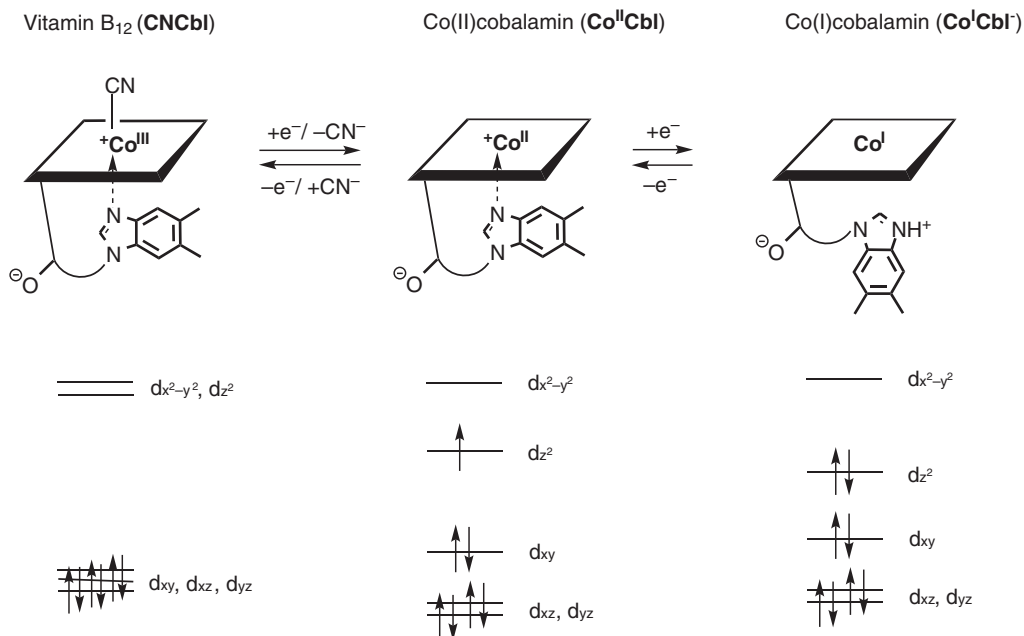 Vitamin B₁₂ (CNCbl)
Co(II)cobalamin (CoᴵᴵCbl)
Co(I)cobalamin (CoᴵCbl⁻)
CN
⁺Coᴵᴵᴵ
+e⁻/ –CN⁻
–e⁻/ +CN⁻
⁺Coᴵᴵ
+e⁻
–e⁻
Coᴵ
N
N
⊖O
N
N
⊖O
N
NH⁺
⊖O
dx²–y², dz²
dx²–y²
dx²–y²
dz²
dz²
dxy
dxy
dxy, dxz, dyz
dxz, dyz
dxz, dyz